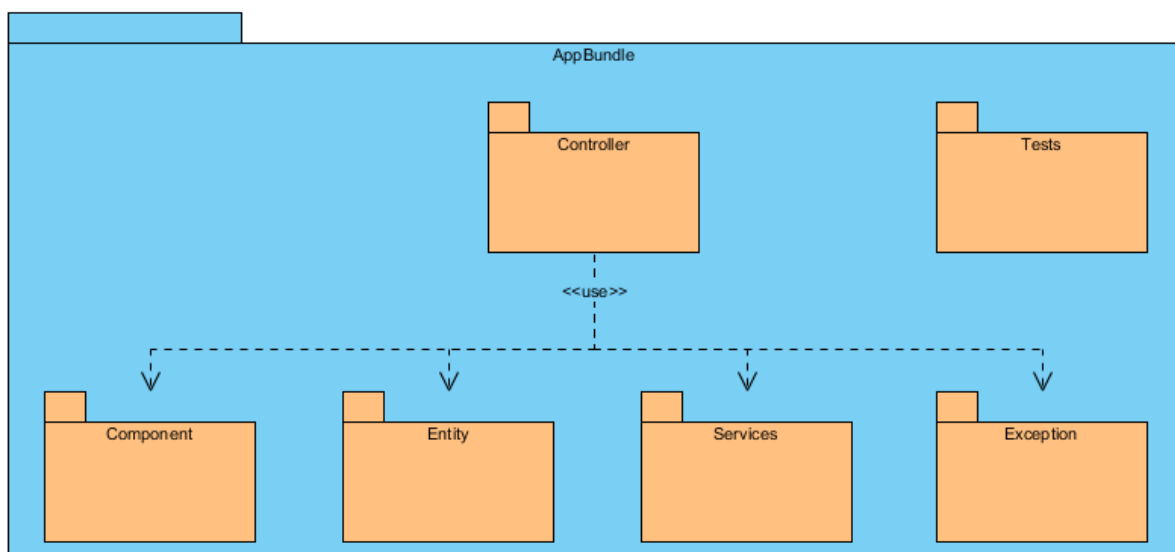 AppBundle
Controller
Tests
<<use>>
Component
Entity
Services
Exception